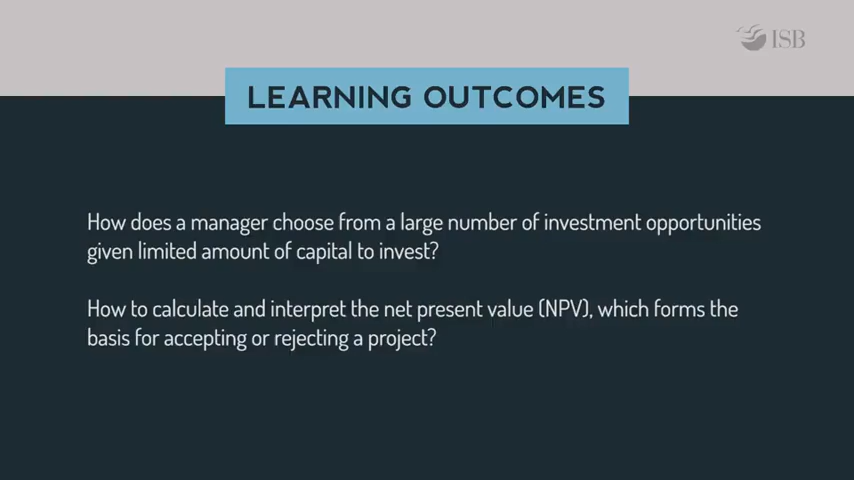 ISB
LEARNING OUTCOMES
How does a manager choose from a large number of investment opportunities
given limited amount of capital to invest?
How to calculate and interpret the net present value (NPV), which forms the
basis for accepting or rejecting a project?